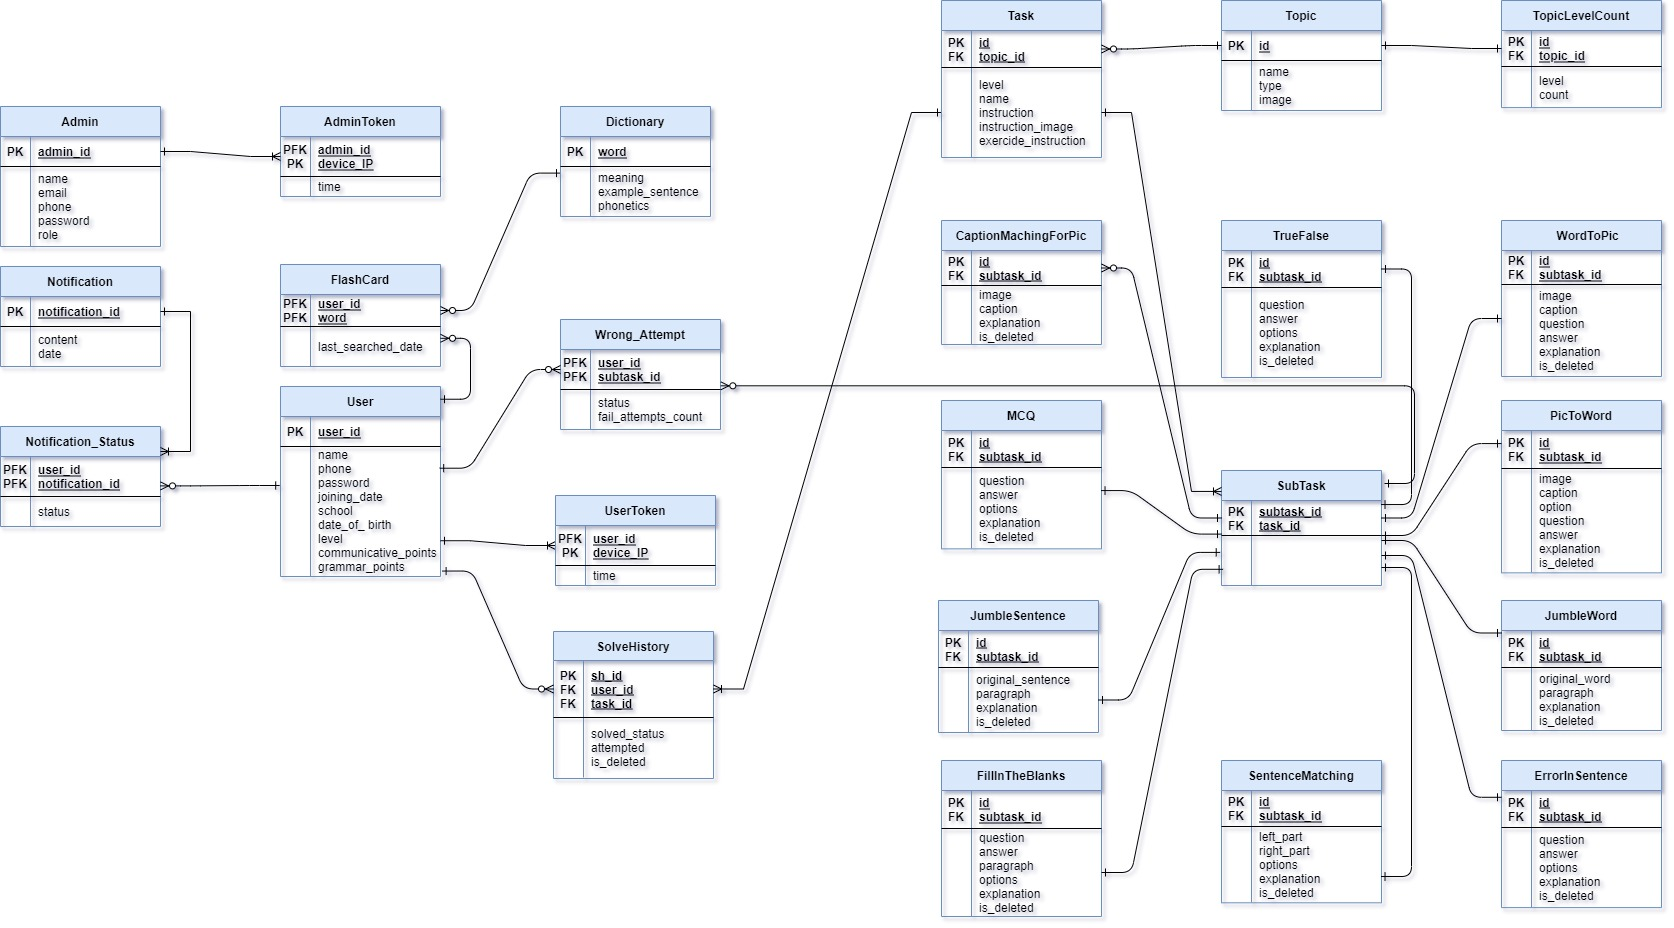 Task
PK id
FK topic_id
level
name
instruction
instruction_image
exercide_instruction
Topic
PK id
name
type
image
TopicLevelCount
PK id
FK topic_id
level
count
Admin
PK admin_id
name
email
phone
password
role
AdminToken
PFK admin_id
PK device_IP
time
Dictionary
PK word
meaning
example_sentence
phonetics
Notification
PK notification_id
content
date
FlashCard
PFK user_id
PFK word
last_searched_date
Wrong_Attempt
PFK user_id
PFK subtask_id
status
fail_attempts_count
Notification_Status
PFK user_id
PFK notification_id
status
User
PK user_id
name
phone
password
joining_date
school
date_of_ birth
level
communicative_points
grammar_points
UserToken
PFK user_id
PK device_IP
time
SolveHistory
PK sh_id
FK user_id
FK task_id
solved_status
attempted
is_deleted
CaptionMachingForPic
PK id
FK subtask_id
image
caption
explanation
is_deleted
TrueFalse
PK id
FK subtask_id
question
answer
options
explanation
is_deleted
WordToPic
PK id
FK subtask_id
image
caption
question
answer
explanation
is_deleted
MCQ
PK id
FK subtask_id
question
answer
options
explanation
is_deleted
SubTask
PK subtask_id
FK task_id
PicToWord
PK id
FK subtask_id
image
caption
option
question
answer
explanation
is_deleted
JumbleSentence
PK id
FK subtask_id
original_sentence
paragraph
explanation
is_deleted
JumbleWord
PK id
FK subtask_id
original_word
paragraph
explanation
is_deleted
FillInTheBlanks
PK id
FK subtask_id
question
answer
paragraph
options
explanation
is_deleted
SentenceMatching
PK id
FK subtask_id
left_part
right_part
options
explanation
is_deleted
ErrorInSentence
PK id
FK subtask_id
question
answer
options
explanation
is_deleted